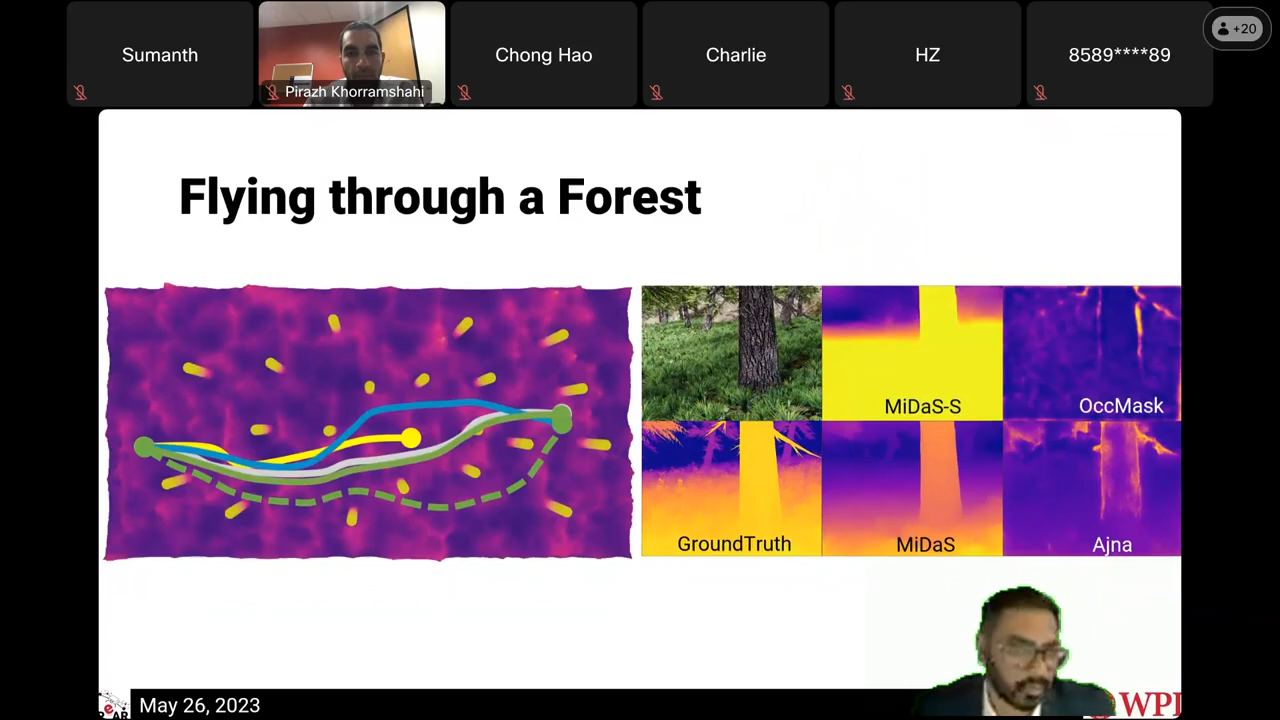 Sumanth
Pirazh Khorramshahi
Chong Hao
Charlie
HZ
8589****89
+20
Flying through a Forest
MiDaS-S
OccMask
GroundTruth
MiDaS
Ajna
May 26, 2023
WPI